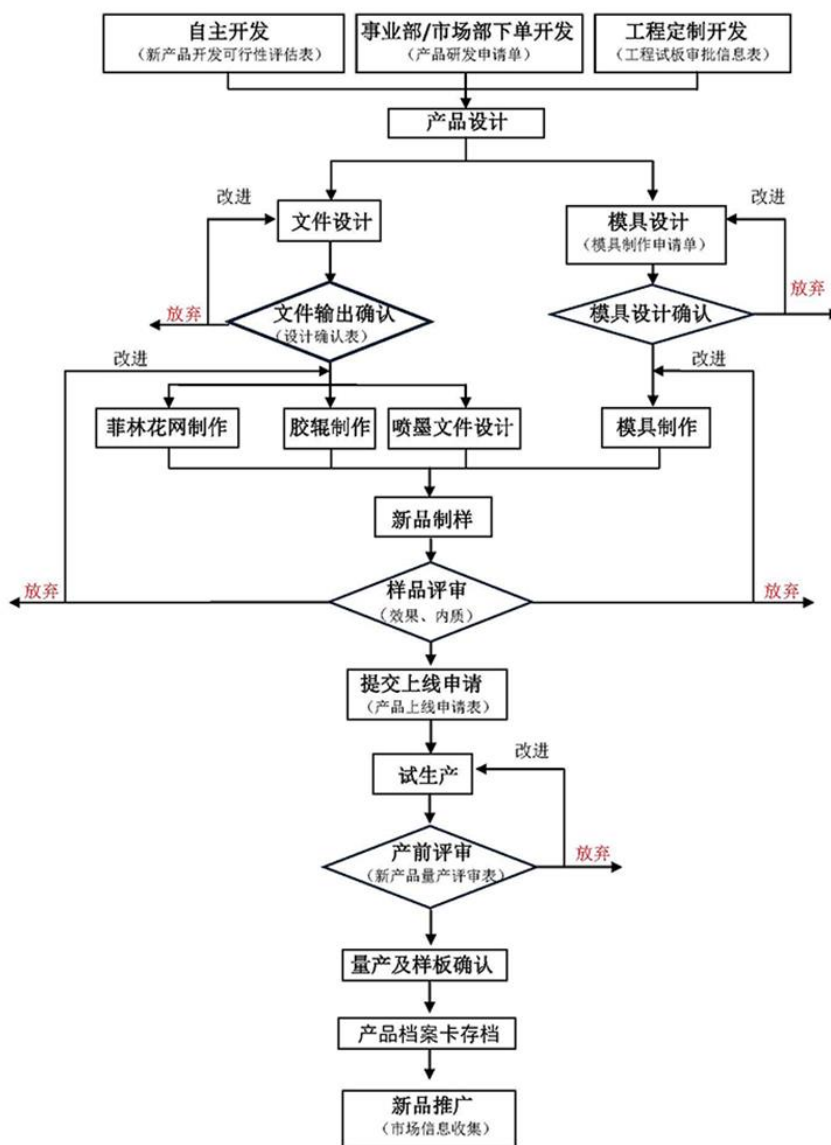 自主开发
（新产品开发可行性评估表）
事业部/市场部下单开发
（产品研发申请单）
工程定制开发
（工程试板审批信息表）
产品设计
改进
文件设计
模具设计
（模具制作申请单）
改进
放弃
文件输出确认
（设计确认表）
模具设计确认
放弃
改进
改进
菲林花网制作
胶辊制作
喷墨文件设计
模具制作
新品制样
放弃
样品评审
（效果、内质）
放弃
提交上线申请
（产品上线申请表）
试生产
改进
产前评审
（新产品量产评审表）
放弃
量产及样板确认
产品档案卡存档
新品推广
（市场信息收集）